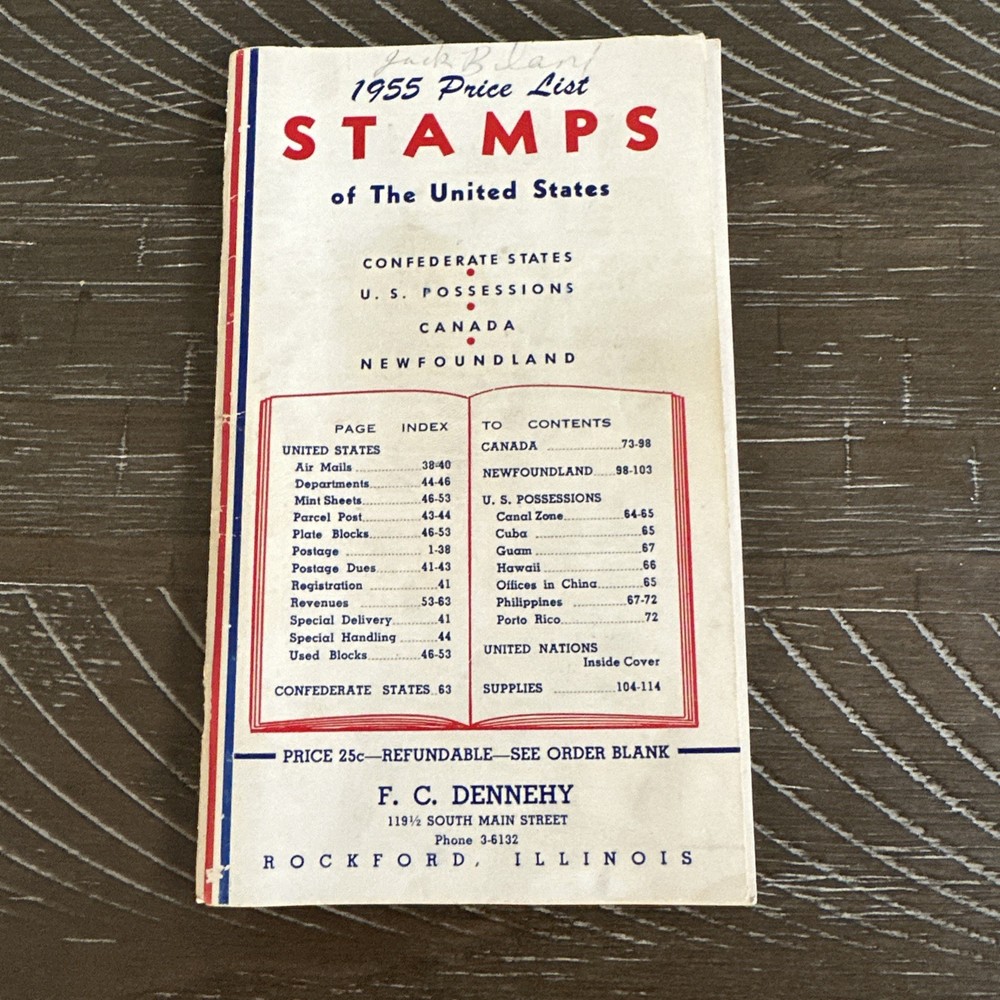 Jack
1955 Price List
STAMPS
of The United States
CONFEDERATE STATES
U. S. POSSESSIONS
CANADA
NEWFOUNDLAND
PAGE INDEX
UNITED STATES
Air Mails ............38-40
Departments............44-46
Mint Sheets............46-53
Parcel Post............43-44
Plate Blocks............46-53
Postage ............1-38
Postage Dues............41-43
Registration ............41
Revenues ............53-63
Special Delivery............41
Special Handling ............44
Used Blocks............46-53
CONFEDERATE STATES..63
TO CONTENTS
CANADA ............73-98
NEWFOUNDLAND......98-103
U. S. POSSESSIONS
Canal Zone............64-65
Cuba ............65
Guam ............67
Hawaii ............66
Offices in China............65
Philippines ............67-72
Porto Rico............72
UNITED NATIONS
Inside Cover
SUPPLIES ............104-114
PRICE 25c—REFUNDABLE—SEE ORDER BLANK
F. C. DENNEHY
119½ SOUTH MAIN STREET
Phone 3-6132
ROCKFORD, ILLINOIS